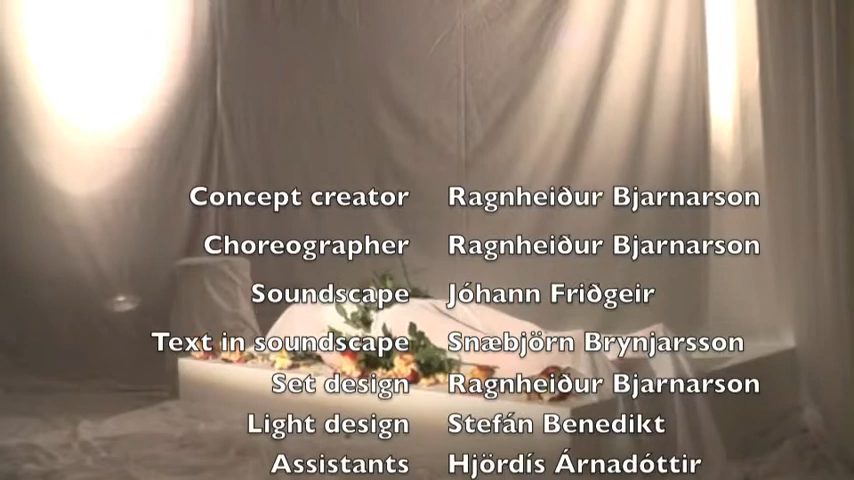 Concept creator Ragnheiður Bjarnarson
Choreographer Ragnheiður Bjarnarson
Soundscape Jóhann Friðgeir
Text in soundscape Snæbjörn Brynjarsson
Set design Ragnheiður Bjarnarson
Light design Stefán Benedikt
Assistants Hjördís Árnadóttir